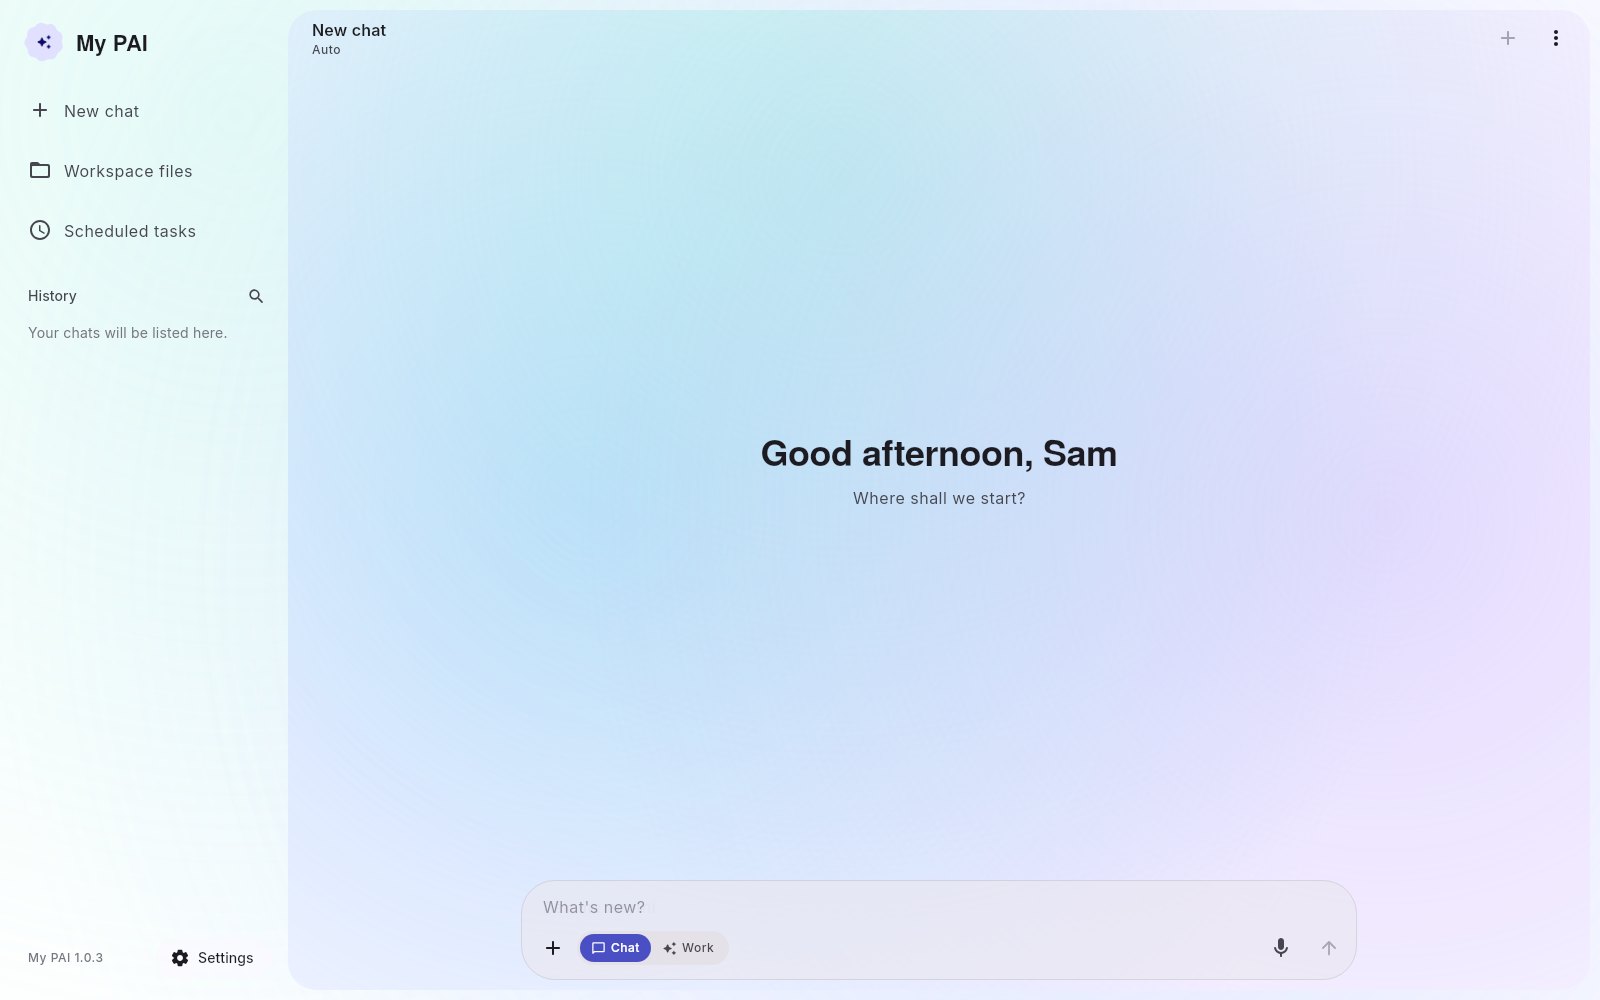 My PAI
New chat
Workspace files
Scheduled tasks
History
Your chats will be listed here.
My PAI 1.0.3
Settings
New chat
Auto
Good afternoon, Sam
Where shall we start?
What's new?
Chat
Work